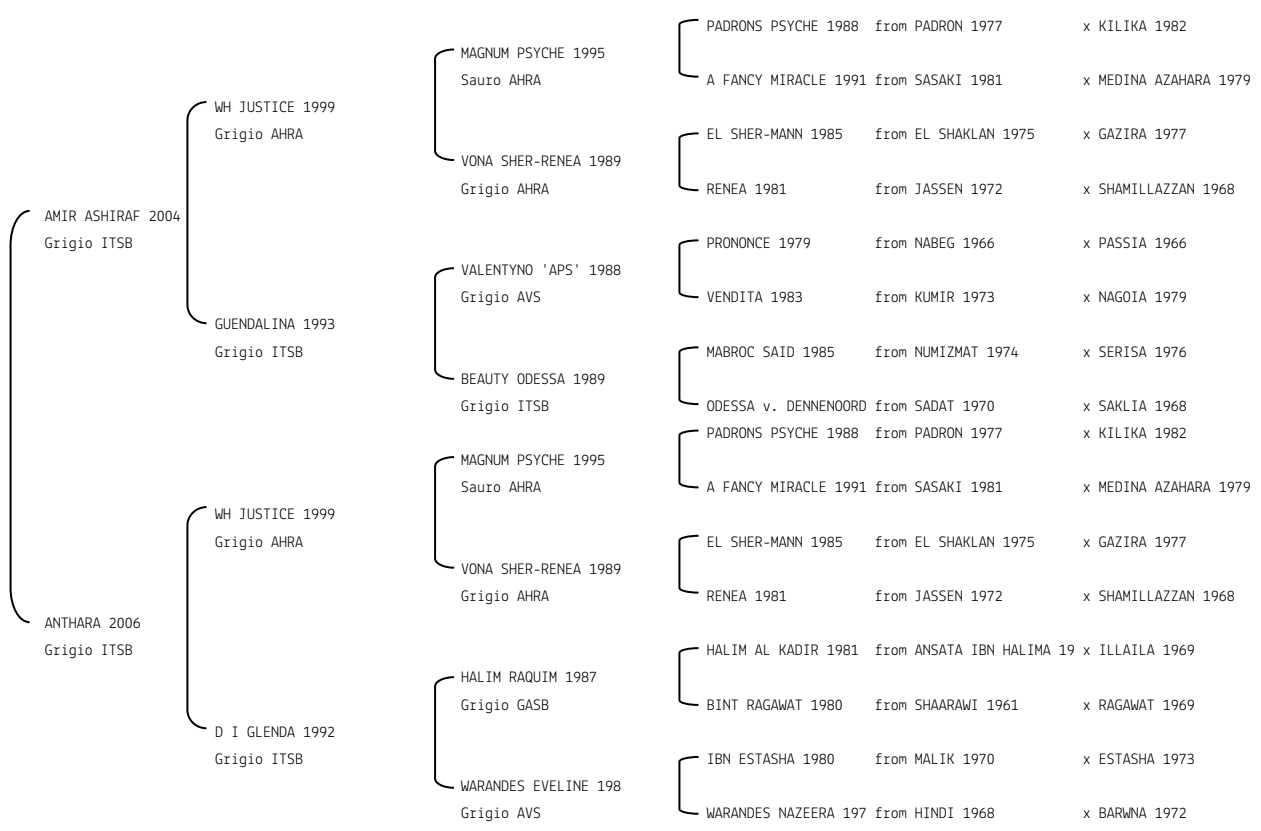 PADRONS PSYCHE 1988 from PADRON 1977 x KILIKA 1982
MAGNUM PSYCHE 1995
Sauro AHRA
A FANCY MIRACLE 1991 from SASAKI 1981 x MEDINA AZAHARA 1979
WH JUSTICE 1999
Grigio AHRA
EL SHER-MANN 1985 from EL SHAKLAN 1975 x GAZIRA 1977
VONA SHER-RENEA 1989
Grigio AHRA
RENEA 1981 from JASSEN 1972 x SHAMILLAZZAN 1968
AMIR ASHIRAF 2004
Grigio ITSB
PRONONCE 1979 from NABEG 1966 x PASSIA 1966
VALENTYNO 'APS' 1988
Grigio AVS
VENDITA 1983 from KUMIR 1973 x NAGOIA 1979
GUENDALINA 1993
Grigio ITSB
MABROC SAID 1985 from NUMIZMAT 1974 x SERISA 1976
BEAUTY ODESSA 1989
Grigio ITSB
ODESSA v. DENNENOORD from SADAT 1970 x SAKLIA 1968
PADRONS PSYCHE 1988 from PADRON 1977 x KILIKA 1982
MAGNUM PSYCHE 1995
Sauro AHRA
A FANCY MIRACLE 1991 from SASAKI 1981 x MEDINA AZAHARA 1979
WH JUSTICE 1999
Grigio AHRA
EL SHER-MANN 1985 from EL SHAKLAN 1975 x GAZIRA 1977
VONA SHER-RENEA 1989
Grigio AHRA
RENEA 1981 from JASSEN 1972 x SHAMILLAZZAN 1968
ANTHARA 2006
Grigio ITSB
HALIM AL KADIR 1981 from ANSATA IBN HALIMA 19 x ILLAILA 1969
HALIM RAQUIM 1987
Grigio GASB
BINT RAGAWAT 1980 from SHAARAWI 1961 x RAGAWAT 1969
D I GLENDA 1992
Grigio ITSB
IBN ESTASHA 1980 from MALIK 1970 x ESTASHA 1973
WARANDES EVELINE 198
Grigio AVS
WARANDES NAZEERA 197 from HINDI 1968 x BARWNA 1972